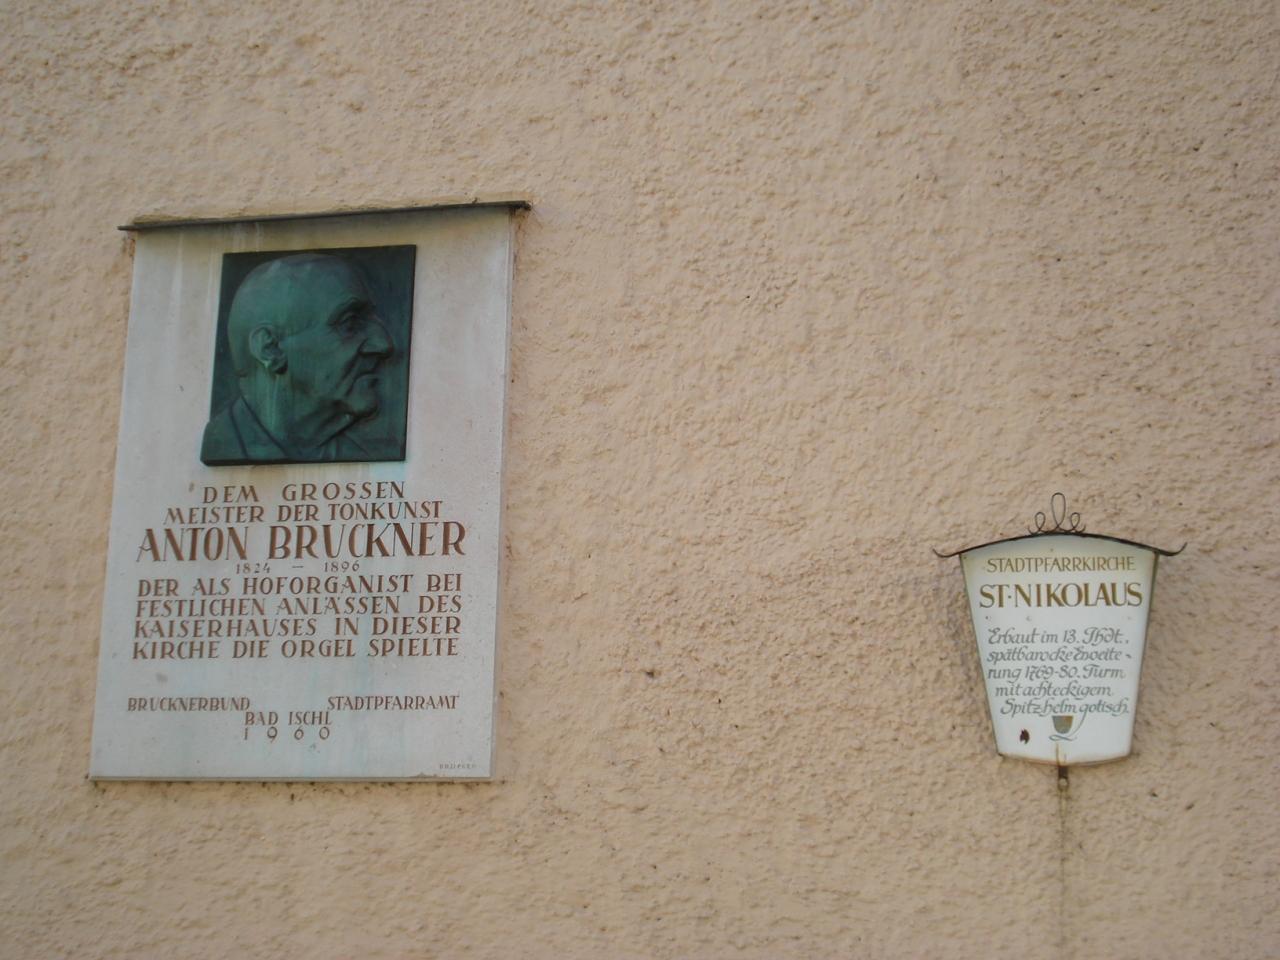 DEM GROSSEN
MEISTER DER TONKUNST
ANTON BRUCKNER
1824 – 1896
DER ALS HOFORGANIST BEI
FESTLICHEN ANLÄSSEN DES
KAISERHAUSES IN DIESER
KIRCHE DIE ORGEL SPIELTE
BRUCKNERBUND STADTPFARRAMT
BAD ISCHL
1960
STADTPFARRKIRCHE
ST·NIKOLAUS
Erbaut im 13. Jhdt.,
spätbarocke Erweite-
rung 1769-80. Turm
mit achteckigem
Spitzhelm gotisch.